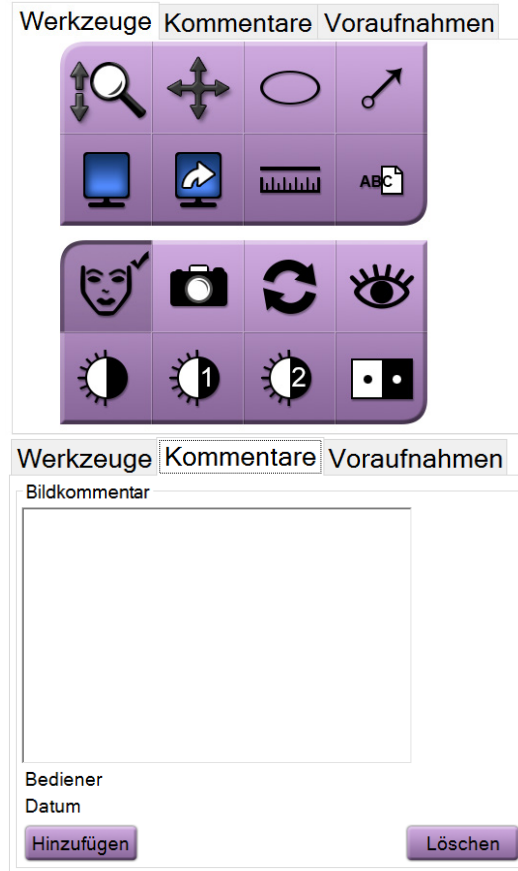 Werkzeuge Kommentare Voraufnahmen
ABC
1 2
Werkzeuge Kommentare Voraufnahmen
Bildkommentar
Bediener
Datum
Hinzufügen Löschen